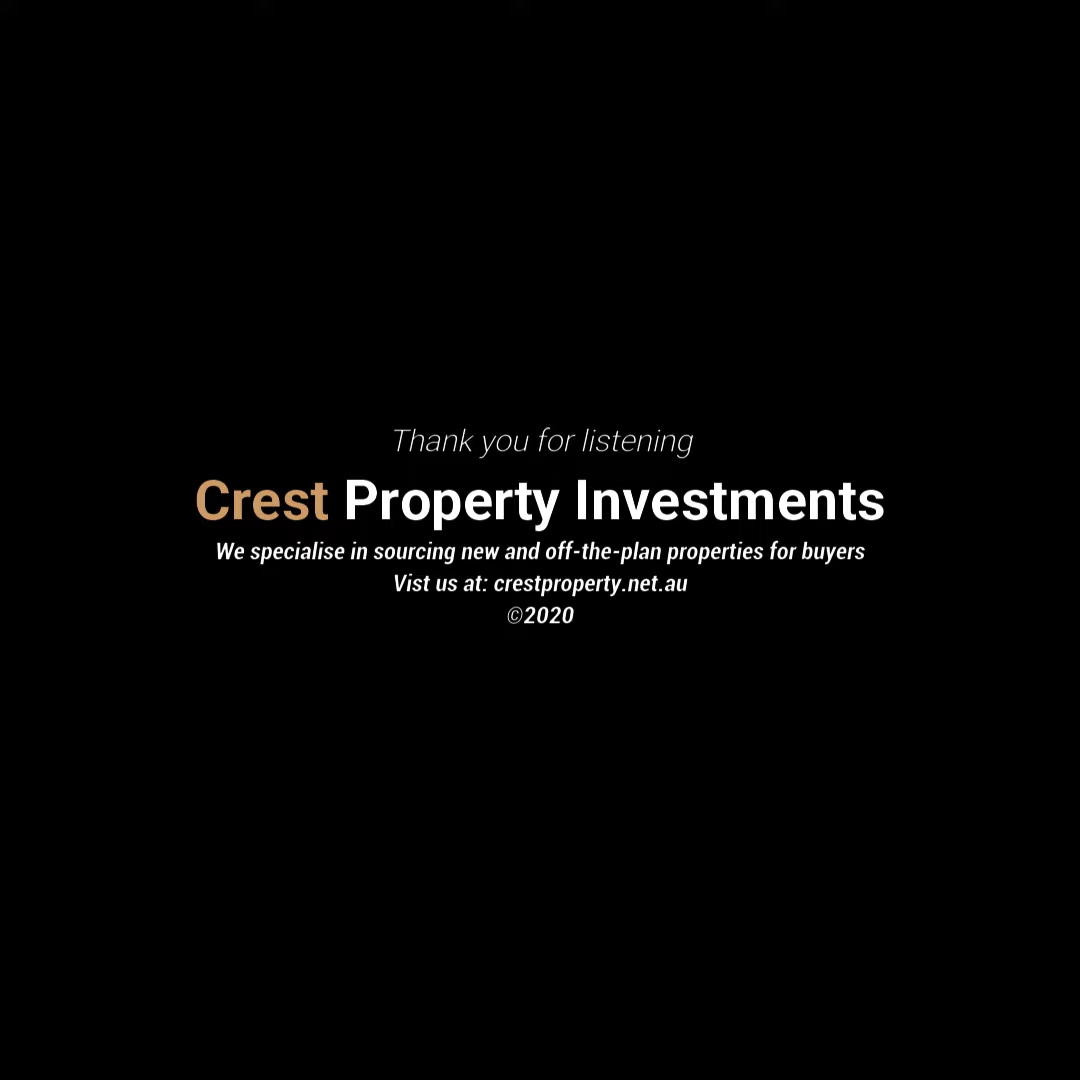 Thank you for listening
Crest Property Investments
We specialise in sourcing new and off-the-plan properties for buyers
Vist us at: crestproperty.net.au
©2020